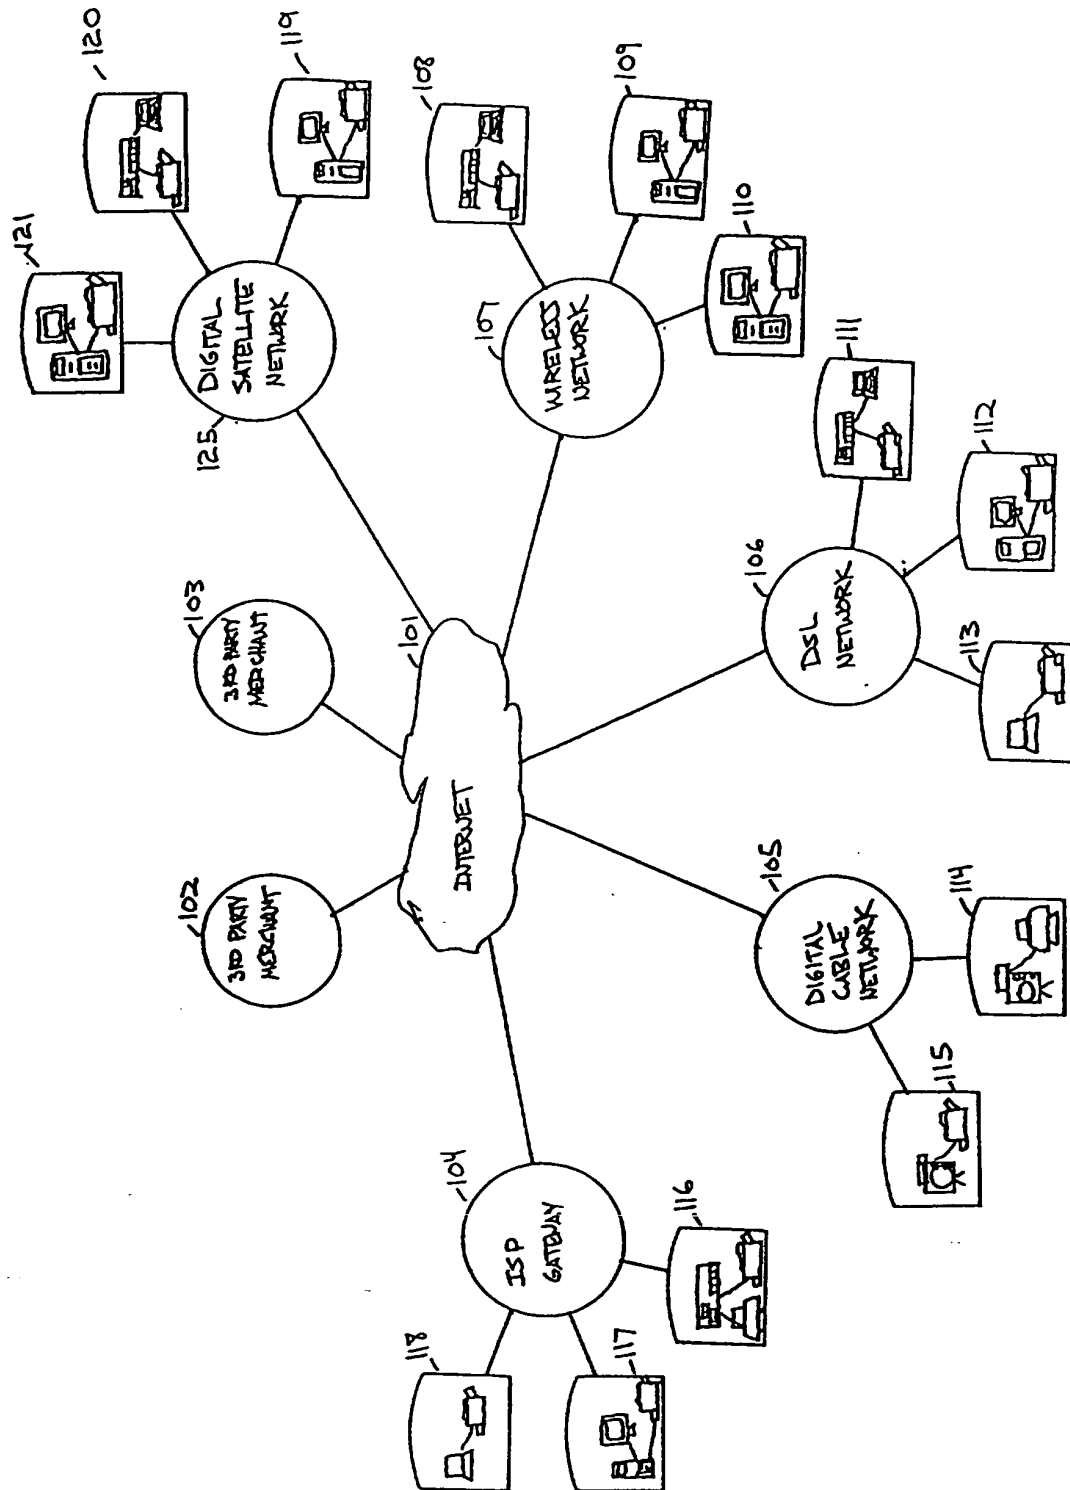 118
117
116
104
ISP
GATEWAY
102
3RD PARTY
MERCHANT
103
3RD PARTY
MERCHANT
101
INTERNET
125
DIGITAL
SATELLITE
NETWORK
121
120
119
107
WIRELESS
NETWORK
108
109
110
105
DIGITAL
CABLE
NETWORK
115
114
106
DSL
NETWORK
111
112
113